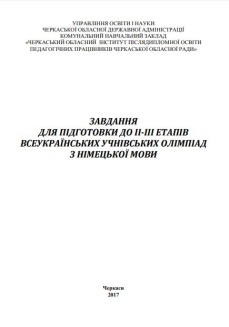 УПРАВЛІННЯ ОСВІТИ І НАУКИ
ЧЕРКАСЬКОЇ ОБЛАСНОЇ ДЕРЖАВНОЇ АДМІНІСТРАЦІЇ
КОМУНАЛЬНИЙ НАВЧАЛЬНИЙ ЗАКЛАД
«ЧЕРКАСЬКИЙ ОБЛАСНИЙ ІНСТИТУТ ПІСЛЯДИПЛОМНОЇ ОСВІТИ
ПЕДАГОГІЧНИХ ПРАЦІВНИКІВ ЧЕРКАСЬКОЇ ОБЛАСНОЇ РАДИ»
ЗАВДАННЯ
ДЛЯ ПІДГОТОВКИ ДО ІІ-ІІІ ЕТАПІВ
ВСЕУКРАЇНСЬКИХ УЧНІВСЬКИХ ОЛІМПІАД
З НІМЕЦЬКОЇ МОВИ
Черкаси
2017